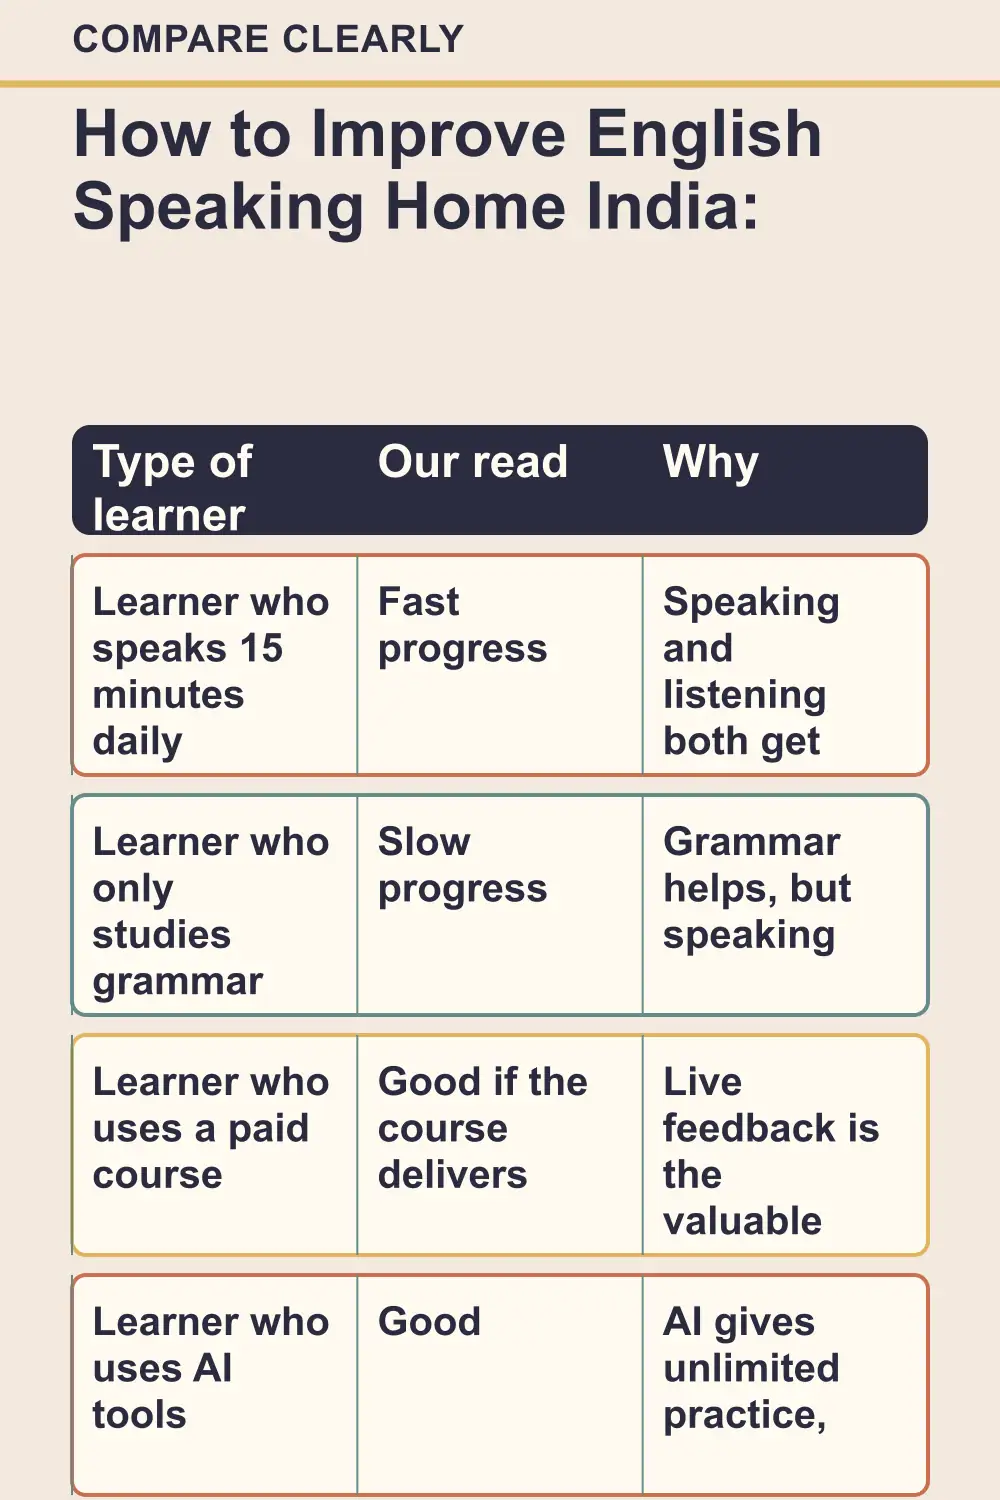 COMPARE CLEARLY
How to Improve English
Speaking Home India:
Type of
learner
Our read
Why
Learner who
speaks 15
minutes
daily
Fast
progress
Speaking
and
listening
both get
Learner who
only
studies
grammar
Slow
progress
Grammar
helps, but
speaking
Learner who
uses a paid
course
Good if the
course
delivers
Live
feedback is
the
valuable
Learner who
uses AI
tools
Good
AI gives
unlimited
practice,